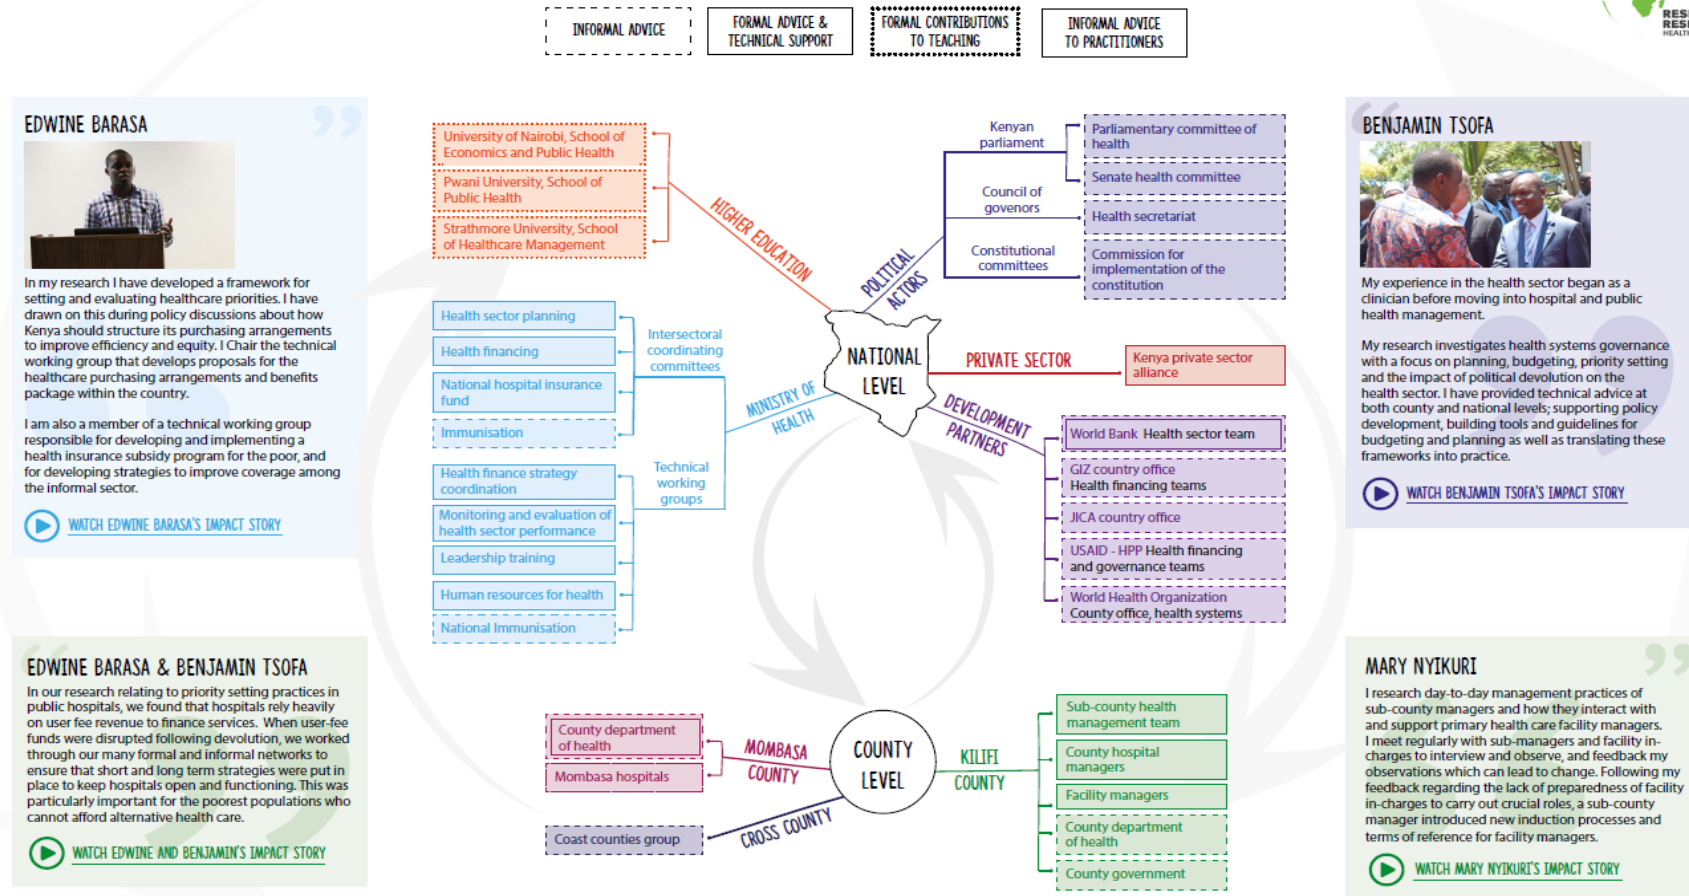 INFORMAL ADVICE
FORMAL ADVICE &
TECHNICAL SUPPORT
FORMAL CONTRIBUTIONS
TO TEACHING
INFORMAL ADVICE
TO PRACTITIONERS
EDWINE BARASA
In my research I have developed a framework for
setting and evaluating healthcare priorities. I have
drawn on this during policy discussions about how
Kenya should structure its purchasing arrangements
to improve efficiency and equity. I Chair the technical
working group that develops proposals for the
healthcare purchasing arrangements and benefits
package within the country.
I am also a member of a technical working group
responsible for developing and implementing a
health insurance subsidy program for the poor, and
for developing strategies to improve coverage among
the informal sector.
WATCH EDWINE BARASA'S IMPACT STORY
EDWINE BARASA & BENJAMIN TSOFA
In our research relating to priority setting practices in
public hospitals, we found that hospitals rely heavily
on user fee revenue to finance services. When user-fee
funds were disrupted following devolution, we worked
through our many formal and informal networks to
ensure that short and long term strategies were put in
place to keep hospitals open and functioning. This was
particularly important for the poorest populations who
cannot afford alternative health care.
WATCH EDWINE AND BENJAMIN'S IMPACT STORY
University of Nairobi, School of
Economics and Public Health
Pwani University, School of
Public Health
Strathmore University, School
of Healthcare Management
HIGHER EDUCATION
Health sector planning
Health financing
National hospital insurance
fund
Immunisation
Intersectoral
coordinating
committees
Health finance strategy
coordination
Monitoring and evaluation of
health sector performance
Leadership training
Human resources for health
National Immunisation
Technical
working
groups
MINISTRY OF
HEALTH
NATIONAL
LEVEL
POLITICAL
ACTORS
Kenyan
parliament
Parliamentary committee of
health
Senate health committee
Council of
govenors
Health secretariat
Constitutional
committees
Commission for
implementation of the
constitution
PRIVATE SECTOR
Kenya private sector
alliance
DEVELOPMENT
PARTNERS
World Bank Health sector team
GIZ country office
Health financing teams
JICA country office
USAID - HPP Health financing
and governance teams
World Health Organization
County office, health systems
County department
of health
Mombasa hospitals
MOMBASA
COUNTY
Coast counties group
CROSS COUNTY
COUNTY
LEVEL
KILIFI
COUNTY
Sub-county health
management team
County hospital
managers
Facility managers
County department
of health
County government
BENJAMIN TSOFA
My experience in the health sector began as a
clinician before moving into hospital and public
health management.
My research investigates health systems governance
with a focus on planning, budgeting, priority setting
and the impact of political devolution on the
health sector. I have provided technical advice at
both county and national levels; supporting policy
development, building tools and guidelines for
budgeting and planning as well as translating these
frameworks into practice.
WATCH BENJAMIN TSOFA'S IMPACT STORY
MARY NYIKURI
I research day-to-day management practices of
sub-county managers and how they interact with
and support primary health care facility managers.
I meet regularly with sub-managers and facility in-
charges to interview and observe, and feedback my
observations which can lead to change. Following my
feedback regarding the lack of preparedness of facility
in-charges to carry out crucial roles, a sub-county
manager introduced new induction processes and
terms of reference for facility managers.
WATCH MARY NYIKURI'S IMPACT STORY